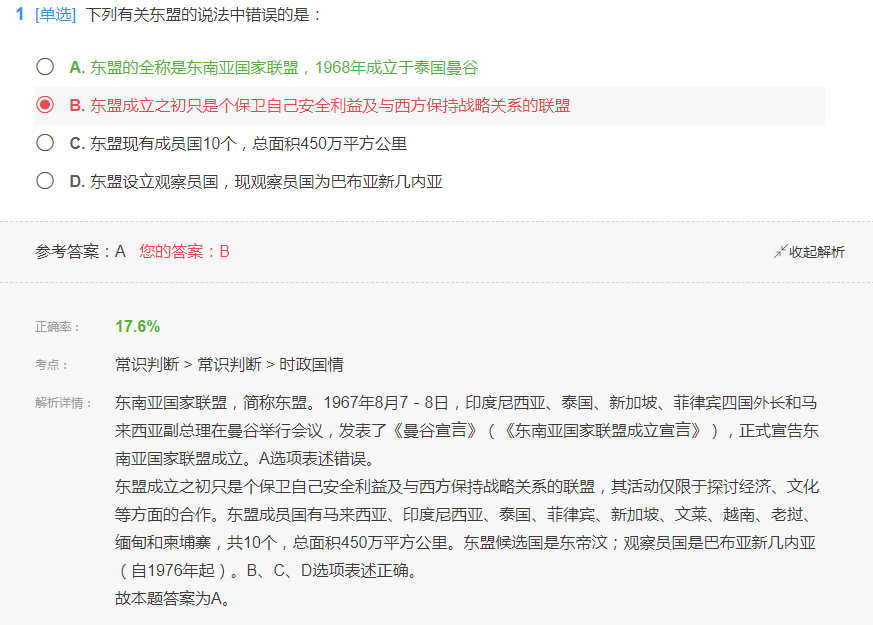 1 [单选] 下列有关东盟的说法中错误的是：
A. 东盟的全称是东南亚国家联盟，1968年成立于泰国曼谷
B. 东盟成立之初只是个保卫自己安全利益及与西方保持战略关系的联盟
C. 东盟现有成员国10个，总面积450万平方公里
D. 东盟设立观察员国，现观察员国为巴布亚新几内亚
参考答案：A 您的答案：B 收起解析
正确率： 17.6%
考点： 常识判断 > 常识判断 > 时政国情
解析详情： 东南亚国家联盟，简称东盟。1967年8月7－8日，印度尼西亚、泰国、新加坡、菲律宾四国外长和马
来西亚副总理在曼谷举行会议，发表了《曼谷宣言》（《东南亚国家联盟成立宣言》），正式宣告东
南亚国家联盟成立。A选项表述错误。
东盟成立之初只是个保卫自己安全利益及与西方保持战略关系的联盟，其活动仅限于探讨经济、文化
等方面的合作。东盟成员国有马来西亚、印度尼西亚、泰国、菲律宾、新加坡、文莱、越南、老挝、
缅甸和柬埔寨，共10个，总面积450万平方公里。东盟候选国是东帝汶；观察员国是巴布亚新几内亚
（自1976年起）。B、C、D选项表述正确。
故本题答案为A。